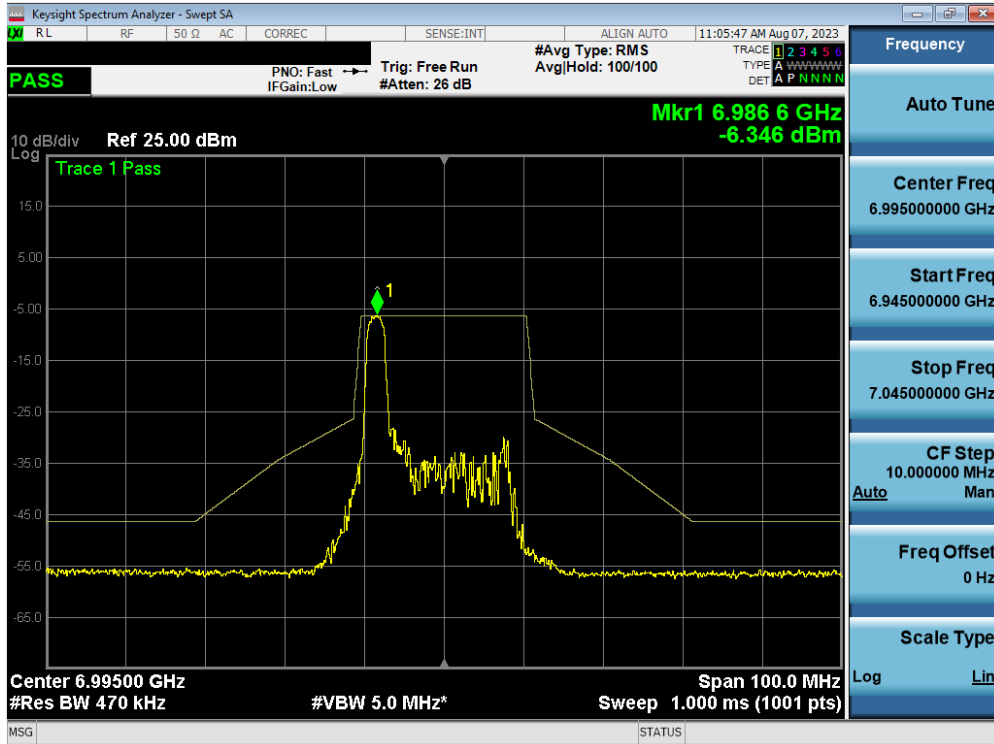 Keysight Spectrum Analyzer - Swept SA
LXI RL RF 50 Ω AC CORREC SENSE:INT ALIGN AUTO 11:05:47 AM Aug 07, 2023
PASS
PNO: Fast
IFGain:Low
Trig: Free Run
#Atten: 26 dB
#Avg Type: RMS
Avg|Hold: 100/100
TRACE 1 2 3 4 5 6
TYPE A WWWWW
DET A P N N N N
Mkr1 6.986 6 GHz
-6.346 dBm
10 dB/div Ref 25.00 dBm
Log
Trace 1 Pass
15.0
5.00
-5.00
-15.0
-25.0
-35.0
-45.0
-55.0
-65.0
1
Center 6.99500 GHz Span 100.0 MHz
#Res BW 470 kHz #VBW 5.0 MHz* Sweep 1.000 ms (1001 pts)
MSG STATUS
Frequency
Auto Tune
Center Freq
6.995000000 GHz
Start Freq
6.945000000 GHz
Stop Freq
7.045000000 GHz
CF Step
10.000000 MHz
Auto Man
Freq Offset
0 Hz
Scale Type
Log Lin